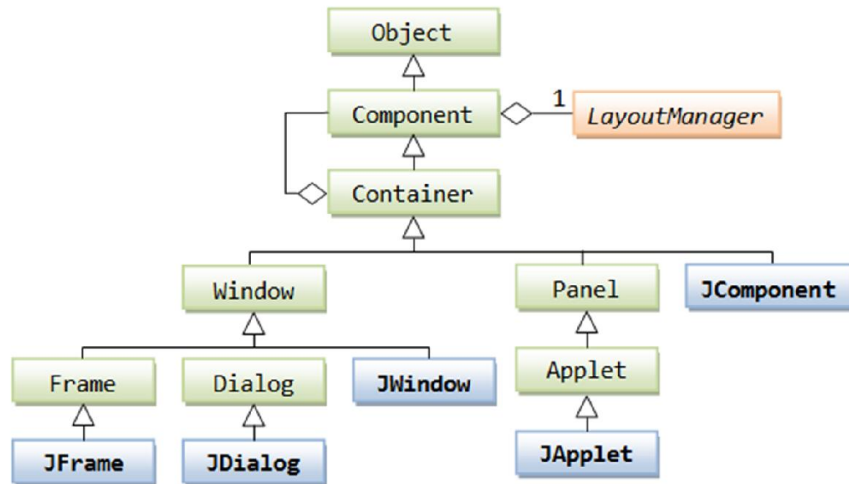 Object
Component
1
LayoutManager
Container
Window
Panel
JComponent
Frame
Dialog
JWindow
Applet
JFrame
JDialog
JApplet